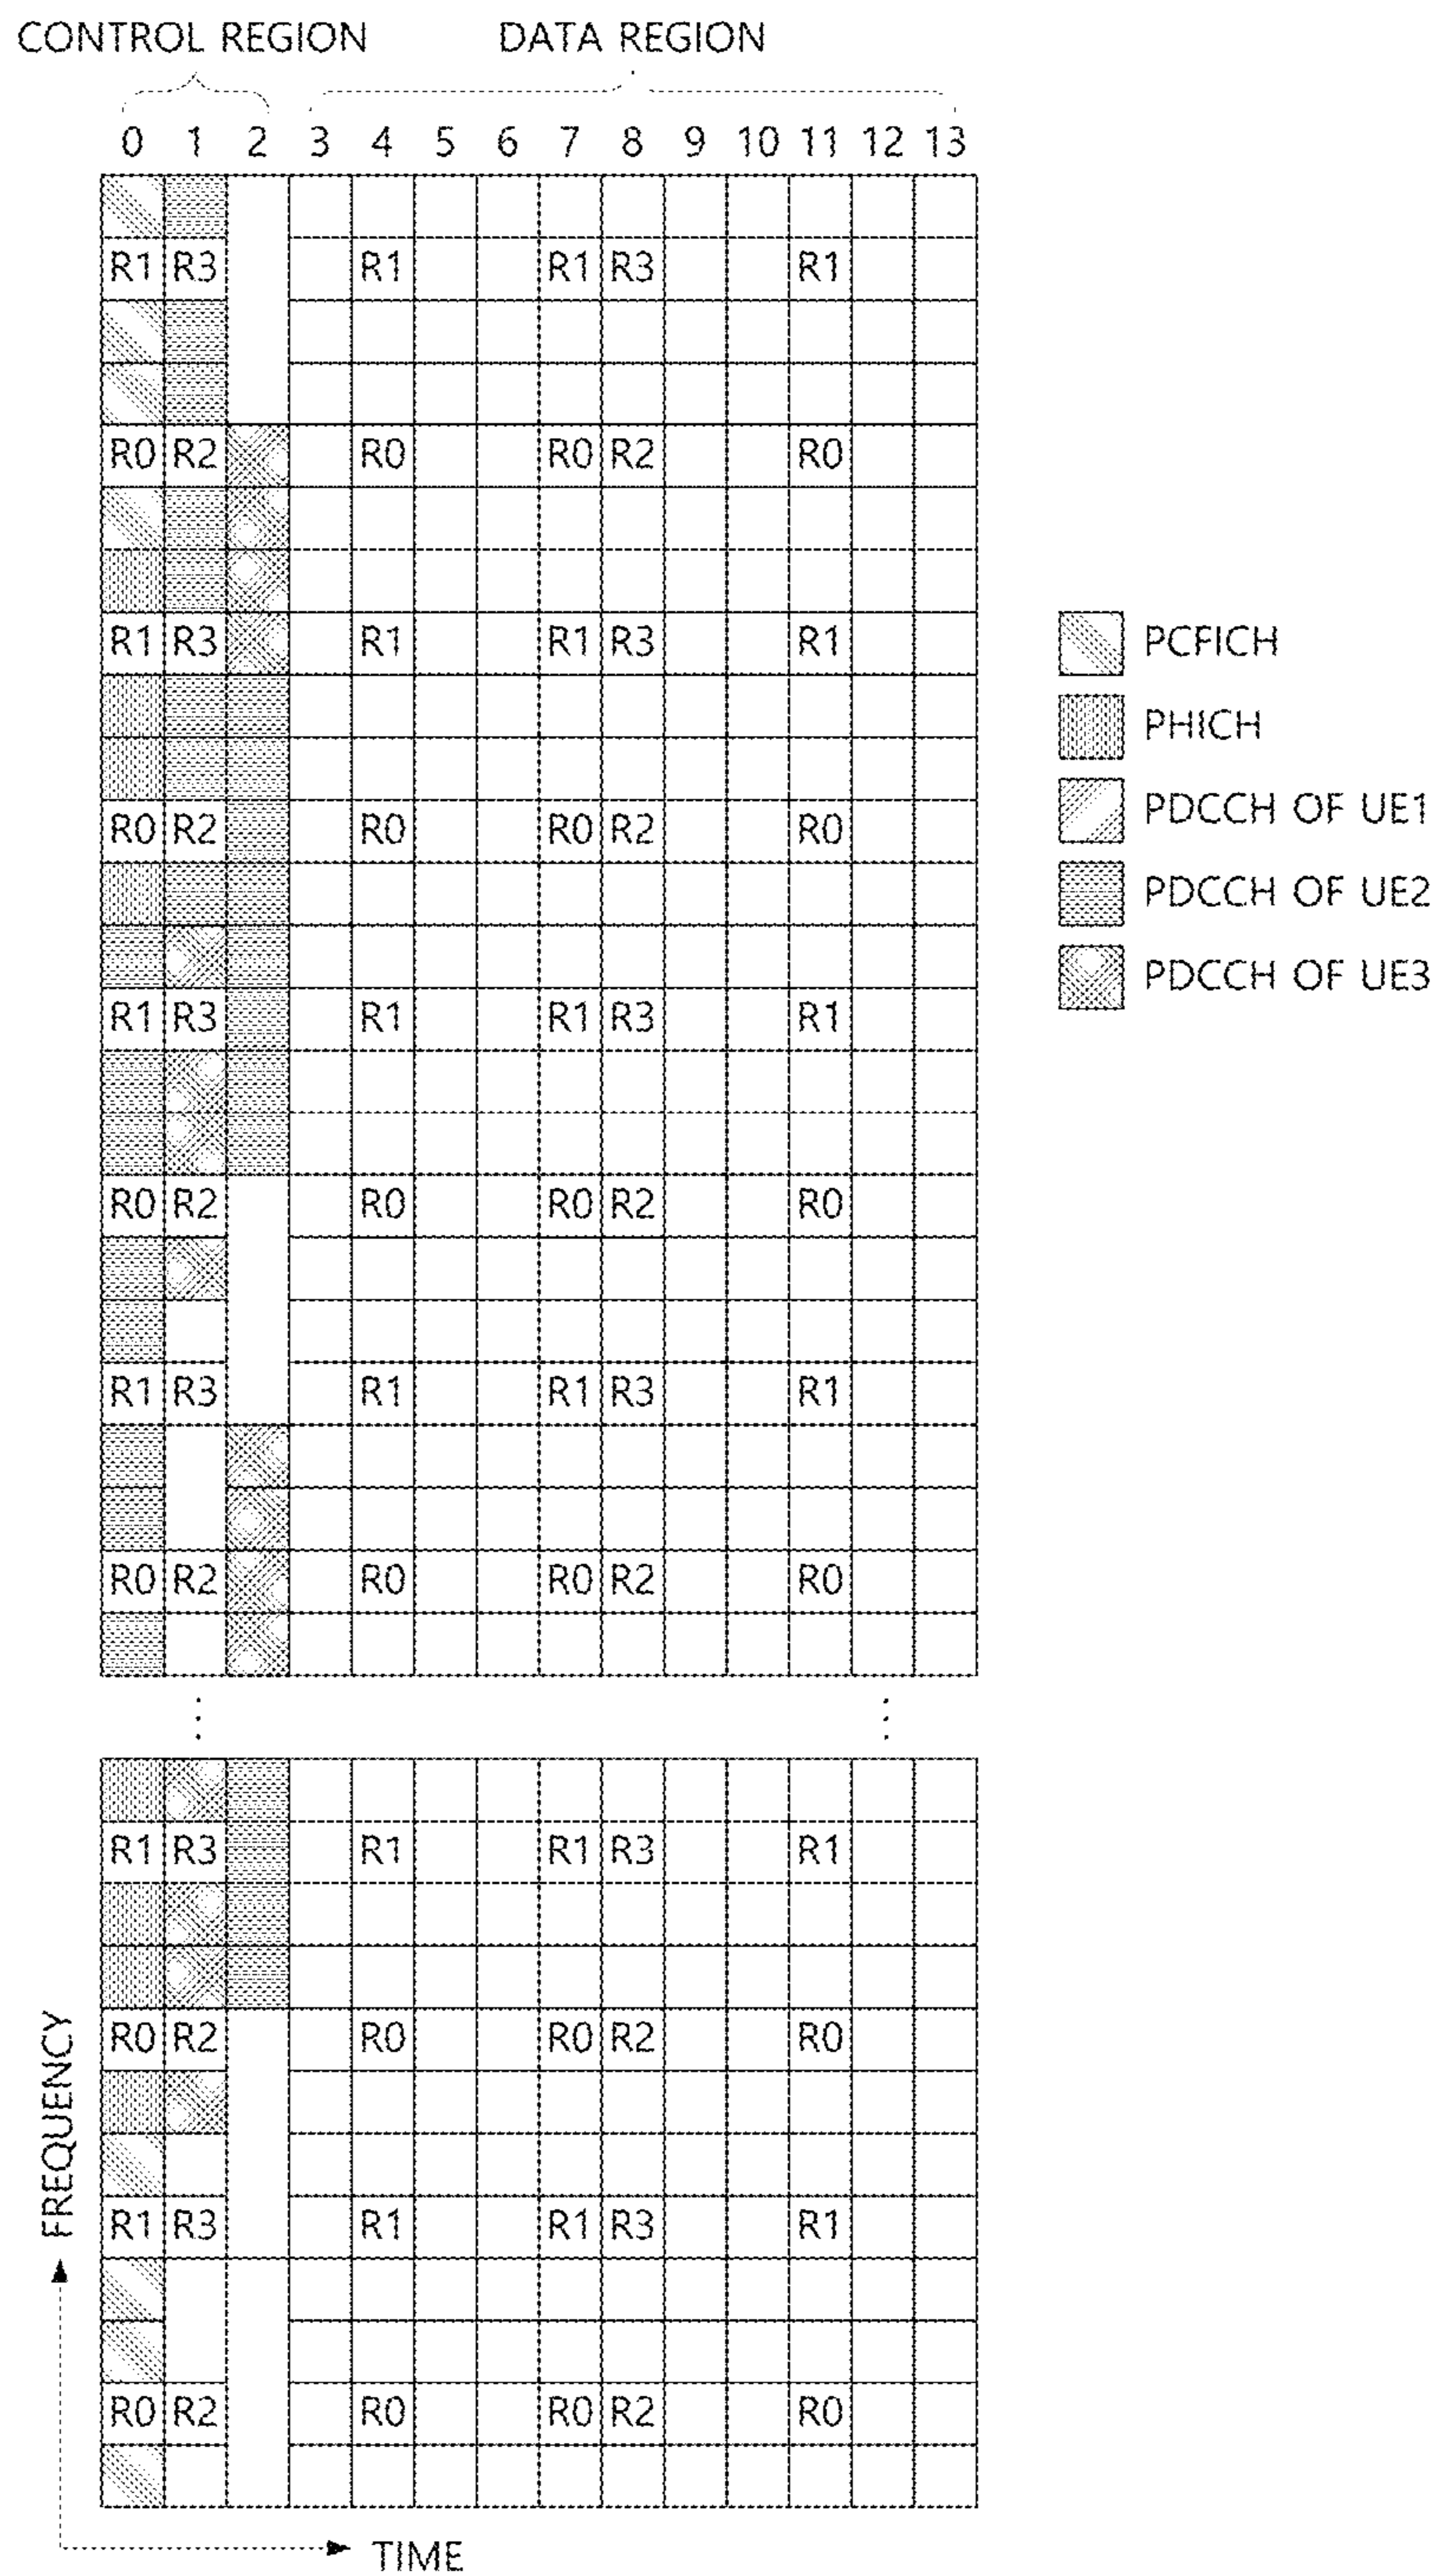 CONTROL REGION DATA REGION
0 1 2 3 4 5 6 7 8 9 10 11 12 13
R1 R3 R1 R1 R3 R1
R0 R2 R0 R0 R2 R0
R1 R3 R1 R1 R3 R1
PCFICH
PHICH
PDCCH OF UE1
R0 R2 R0 R0 R2 R0
PDCCH OF UE2
PDCCH OF UE3
R1 R3 R1 R1 R3 R1
R0 R2 R0 R0 R2 R0
R1 R3 R1 R1 R3 R1
R0 R2 R0 R0 R2 R0
R1 R3 R1 R1 R3 R1
R0 R2 R0 R0 R2 R0
R1 R3 R1 R1 R3 R1
R0 R2 R0 R0 R2 R0
FREQUENCY
TIME